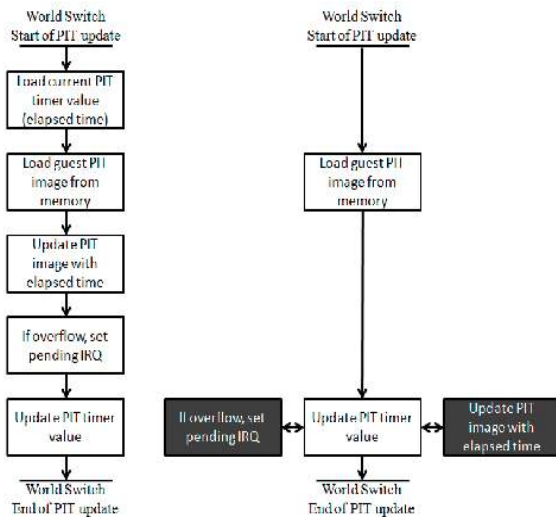 World Switch
Start of PIT update
Load current PIT
timer value
(elapsed time)
Load guest PIT
image from
memory
Update PIT
image with
elapsed time
If overflow, set
pending IRQ
Update PIT timer
value
World Switch
End of PIT update
World Switch
Start of PIT update
Load guest PIT
image from
memory
If overflow, set
pending IRQ
Update PIT timer
value
Update PIT
image with
elapsed time
World Switch
End of PIT update